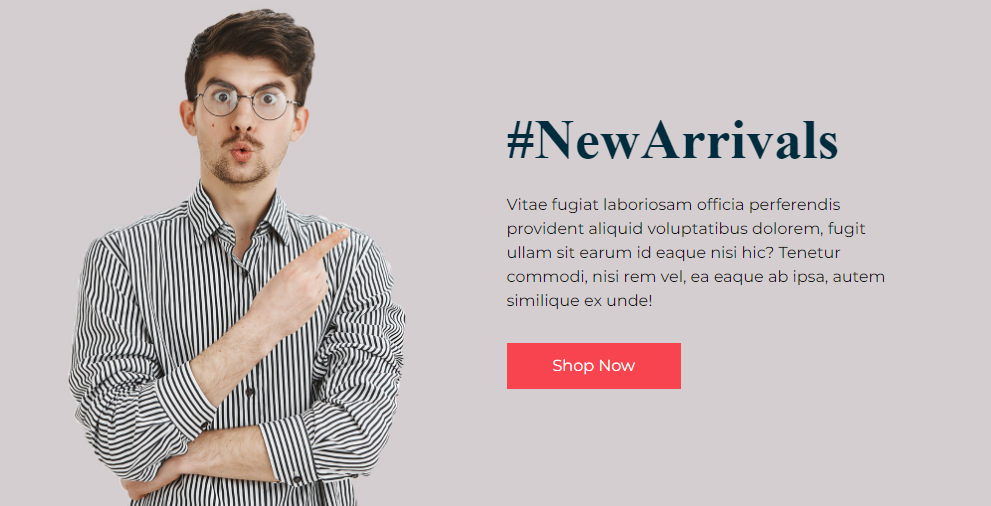 #NewArrivals
Vitae fugiat laboriosam officia perferendis
provident aliquid voluptatibus dolorem, fugit
ullam sit earum id eaque nisi hic? Tenetur
commodi, nisi rem vel, ea eaque ab ipsa, autem
similique ex unde!
Shop Now